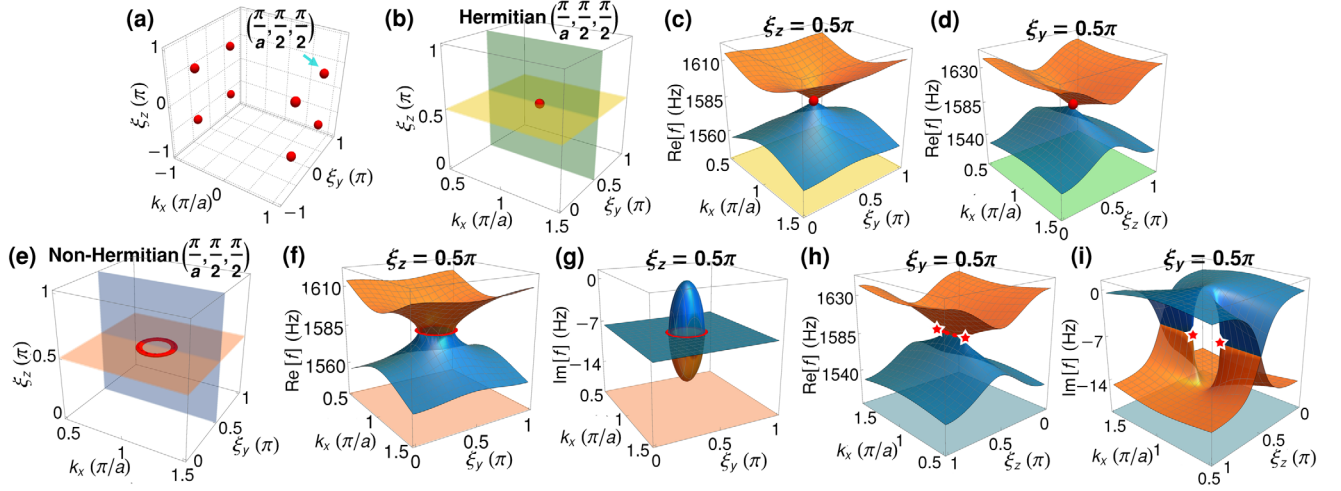 (a)
(π/a, π/2, π/2)
1
0
−1
ξz (π)
−1
0
1
kx (π/a)
−1
0
1
ξy (π)
(b)
Hermitian (π/a, π/2, π/2)
1
0.5
0
ξz (π)
0.5
1
1.5
kx (π/a)
0
0.5
1
ξy (π)
(c)
ξz = 0.5π
1610
1585
1560
Re[f] (Hz)
0.5
1
1.5
kx (π/a)
0
0.5
1
ξy (π)
(d)
ξy = 0.5π
1630
1585
1540
Re[f] (Hz)
0.5
1
1.5
kx (π/a)
0
0.5
1
ξz (π)
(e)
Non-Hermitian (π/a, π/2, π/2)
1
0.5
0
ξz (π)
0.5
1
1.5
kx (π/a)
0
0.5
1
ξy (π)
(f)
ξz = 0.5π
1610
1585
1560
Re [f] (Hz)
0.5
1
1.5
kx (π/a)
0
0.5
1
ξy (π)
(g)
ξz = 0.5π
0
−7
−14
Im[f] (Hz)
0.5
1
1.5
kx (π/a)
0
0.5
1
ξy (π)
(h)
ξy = 0.5π
1630
1585
1540
Re[f] (Hz)
1.5
1
0.5
kx (π/a)
1
0.5
0
ξz (π)
(i)
ξy = 0.5π
0
−7
−14
Im[f] (Hz)
1.5
1
0.5
kx (π/a)
1
0.5
0
ξz (π)